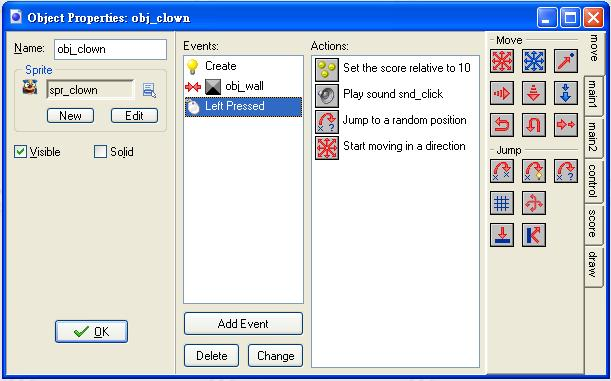 Object Properties: obj_clown
Name: obj_clown
Sprite
spr_clown
New Edit
Visible Solid
OK
Events:
Create
obj_wall
Left Pressed
Add Event
Delete Change
Actions:
Set the score relative to 10
Play sound snd_click
Jump to a random position
Start moving in a direction
Move
Jump
move
main1
main2
control
score
draw